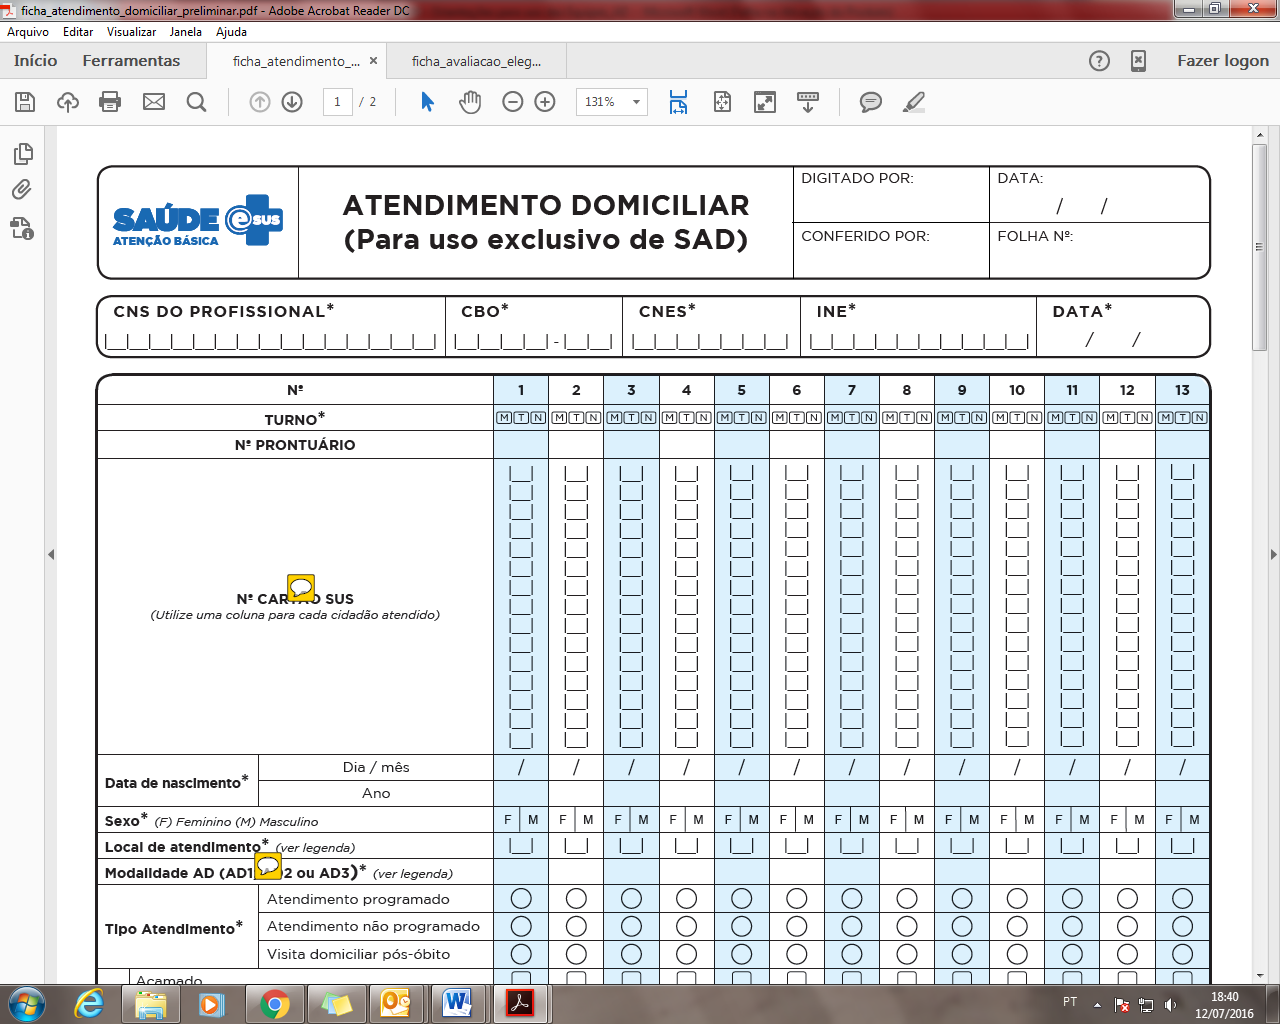 ficha_atendimento_domiciliar_preliminar.pdf - Adobe Acrobat Reader DC
Arquivo Editar Visualizar Janela Ajuda
Início Ferramentas ficha_atendimento_... × ficha_avaliacao_eleg... ? Fazer logon
1 / 2 131%
SAÚDE e SUS
ATENÇÃO BÁSICA
ATENDIMENTO DOMICILIAR
(Para uso exclusivo de SAD)
DIGITADO POR: DATA:
/ /
CONFERIDO POR: FOLHA Nº:
CNS DO PROFISSIONAL* CBO* CNES* INE* DATA*
- / /
Nº 1 2 3 4 5 6 7 8 9 10 11 12 13
TURNO* M T N M T N M T N M T N M T N M T N M T N M T N M T N M T N M T N M T N M T N
Nº PRONTUÁRIO
Nº CARTÃO SUS
(Utilize uma coluna para cada cidadão atendido)
Data de nascimento* Dia / mês / / / / / / / / / / / / /
Ano
Sexo* (F) Feminino (M) Masculino F M F M F M F M F M F M F M F M F M F M F M F M F M
Local de atendimento* (ver legenda)
Modalidade AD (AD1, AD2 ou AD3)* (ver legenda)
Tipo Atendimento* Atendimento programado
Atendimento não programado
Visita domiciliar pós-óbito
Acamado
PT 18:40
12/07/2016